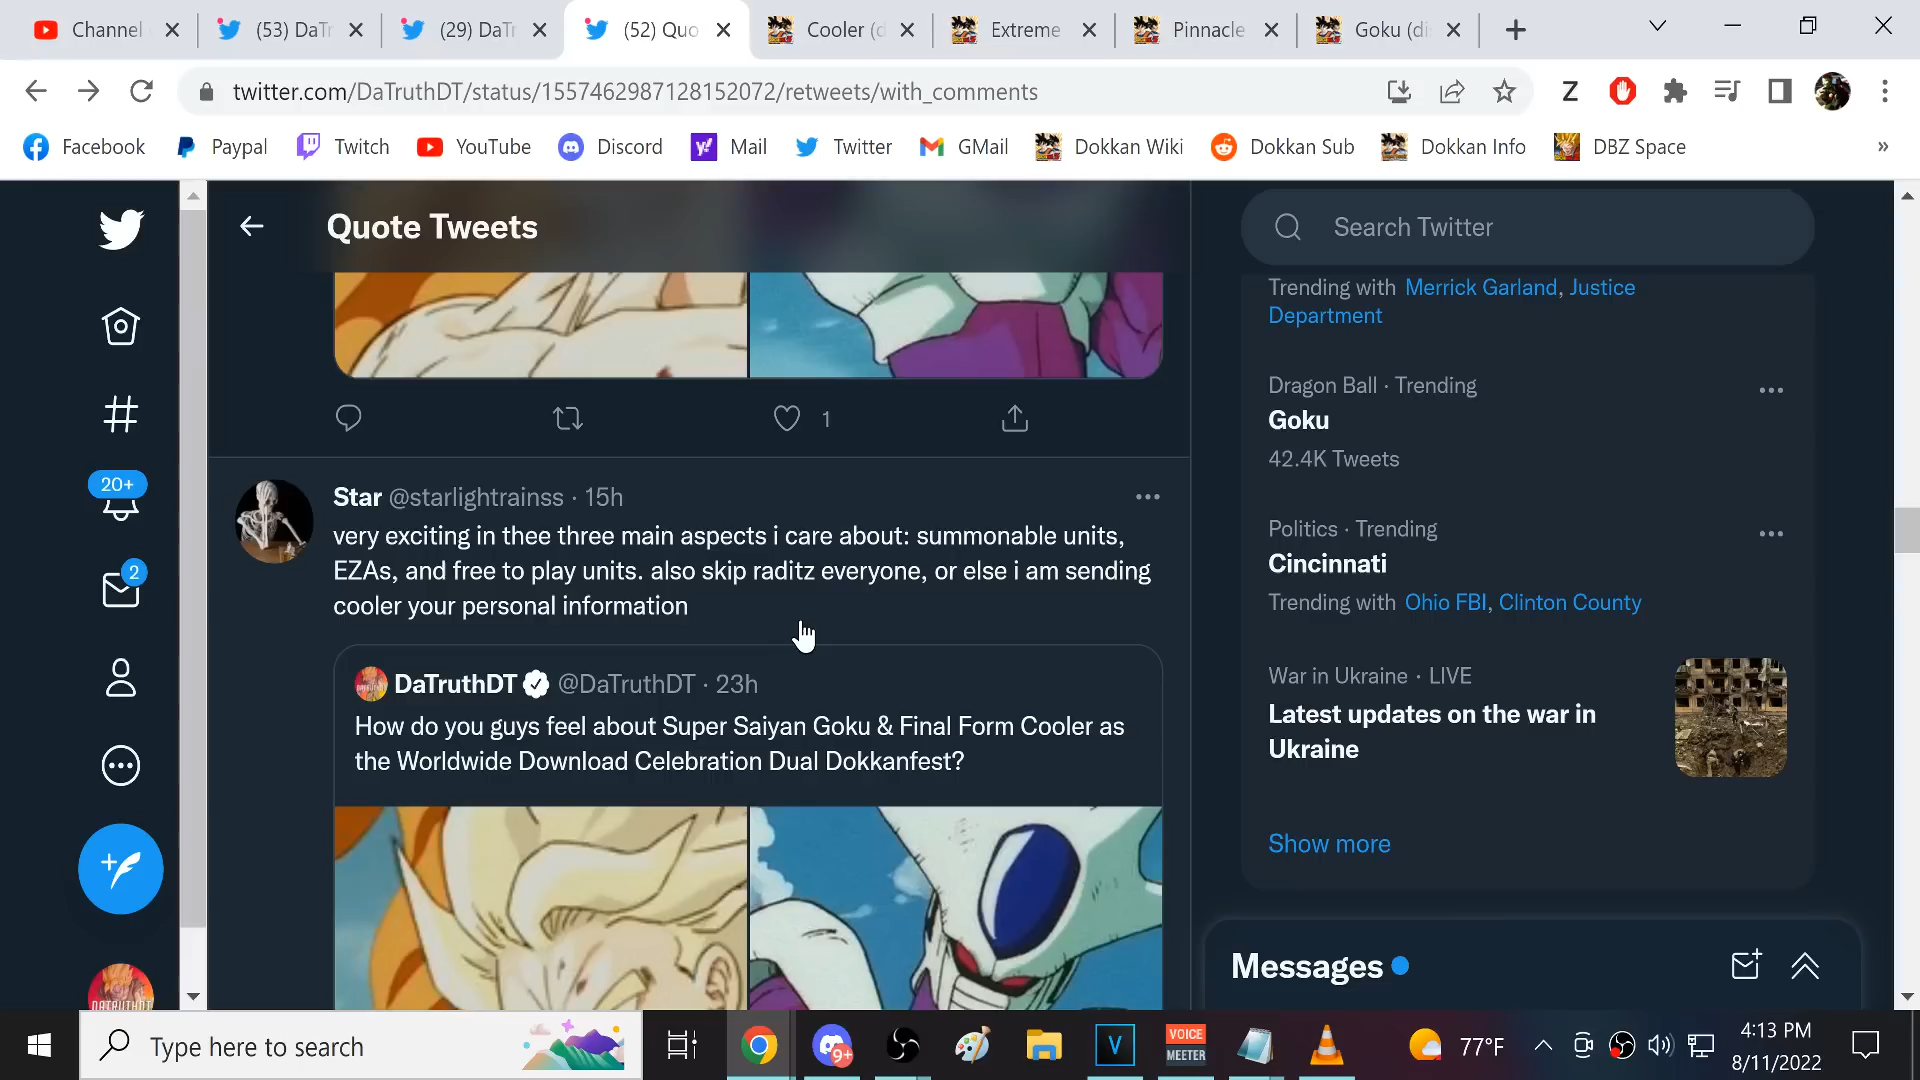 Channel
(53) DaTr
(29) DaTr
(52) Quo
Cooler (d
Extreme
Pinnacle
Goku (di
twitter.com/DaTruthDT/status/1557462987128152072/retweets/with_comments
Z
Facebook
Paypal
Twitch
YouTube
Discord
Mail
Twitter
GMail
Dokkan Wiki
Dokkan Sub
Dokkan Info
DBZ Space
»
Quote Tweets
Search Twitter
Trending with Merrick Garland, Justice
Department
Dragon Ball · Trending
Goku
42.4K Tweets
Politics · Trending
Cincinnati
Trending with Ohio FBI, Clinton County
War in Ukraine · LIVE
Latest updates on the war in
Ukraine
Show more
20+
2
1
Star @starlightrainss · 15h
very exciting in thee three main aspects i care about: summonable units,
EZAs, and free to play units. also skip raditz everyone, or else i am sending
cooler your personal information
DaTruthDT @DaTruthDT · 23h
How do you guys feel about Super Saiyan Goku & Final Form Cooler as
the Worldwide Download Celebration Dual Dokkanfest?
Messages
DATRUTHDT
Type here to search
9+
V
VOICE
MEETER
77°F
4:13 PM
8/11/2022